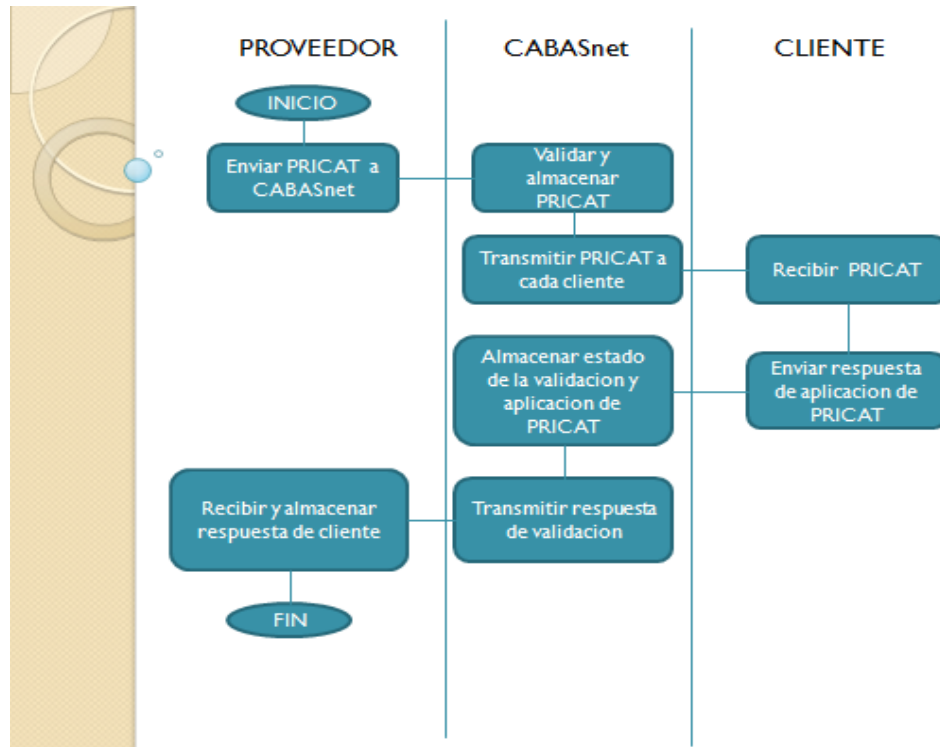 PROVEEDOR
CABASnet
CLIENTE
INICIO
Enviar PRICAT a
CABASnet
Validar y
almacenar
PRICAT
Transmitir PRICAT a
cada cliente
Recibir PRICAT
Almacenar estado
de la validacion y
aplicacion de
PRICAT
Enviar respuesta
de aplicacion de
PRICAT
Recibir y almacenar
respuesta de cliente
Transmitir respuesta
de validacion
FIN